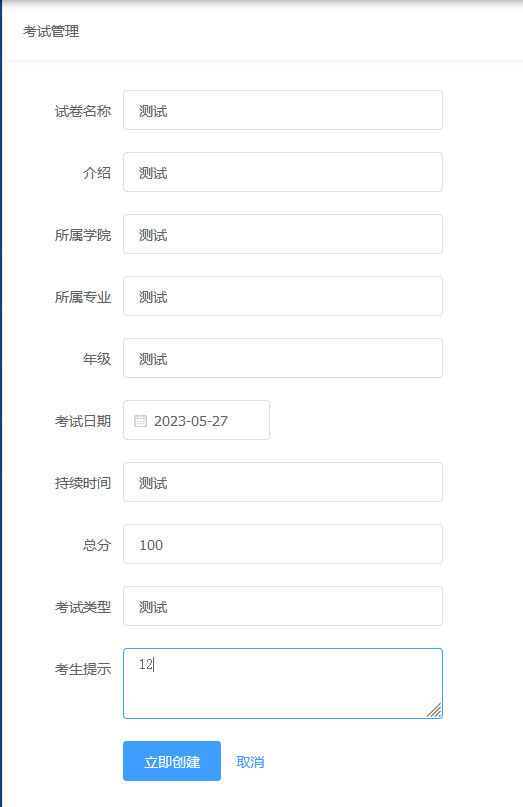 考试管理
试卷名称 测试
介绍 测试
所属学院 测试
所属专业 测试
年级 测试
考试日期 2023-05-27
持续时间 测试
总分 100
考试类型 测试
考生提示 12
立即创建 取消